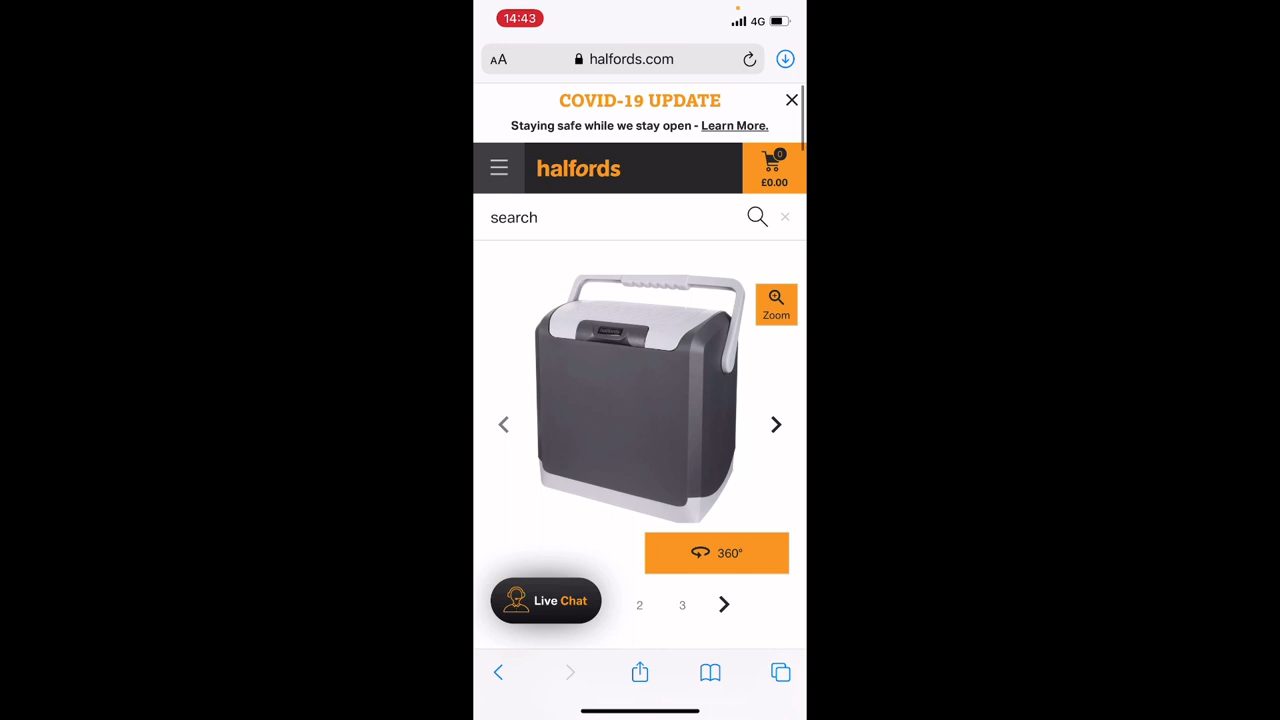 14:43
4G
AA
halfords.com
COVID-19 UPDATE
Staying safe while we stay open - Learn More.
halfords
0
£0.00
search
Zoom
360°
Live Chat
2
3